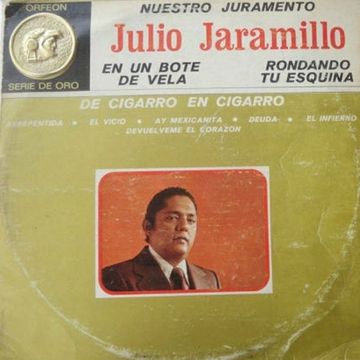 ORFEON
NUESTRO JURAMENTO
Julio Jaramillo
EN UN BOTE
DE VELA
RONDANDO
TU ESQUINA
SERIE DE ORO
DE CIGARRO EN CIGARRO
ARREPENTIDA ★ EL VICIO ★ AY MEXICANITA ★ DEUDA ★ EL INFIERNO
DEVUELVEME EL CORAZON